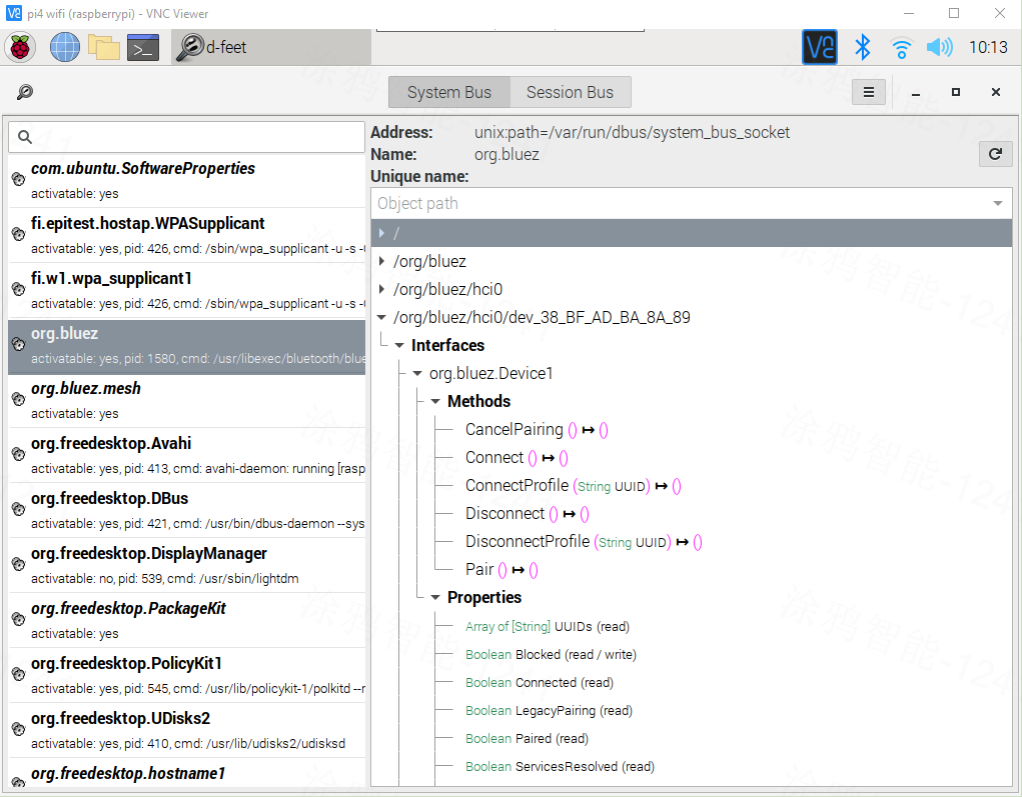 pi4 wifi (raspberrypi) - VNC Viewer
d-feet
10:13
System Bus
Session Bus
com.ubuntu.SoftwareProperties
activatable: yes
fi.epitest.hostap.WPASupplicant
activatable: yes, pid: 426, cmd: /sbin/wpa_supplicant -u -s -
fi.w1.wpa_supplicant1
activatable: yes, pid: 426, cmd: /sbin/wpa_supplicant -u -s -
org.bluez
activatable: yes, pid: 1580, cmd: /usr/libexec/bluetooth/blue
org.bluez.mesh
activatable: yes
org.freedesktop.Avahi
activatable: yes, pid: 413, cmd: avahi-daemon: running [rasp
org.freedesktop.DBus
activatable: yes, pid: 421, cmd: /usr/bin/dbus-daemon --sys
org.freedesktop.DisplayManager
activatable: no, pid: 539, cmd: /usr/sbin/lightdm
org.freedesktop.PackageKit
activatable: yes
org.freedesktop.PolicyKit1
activatable: yes, pid: 545, cmd: /usr/lib/policykit-1/polkitd --r
org.freedesktop.UDisks2
activatable: yes, pid: 410, cmd: /usr/lib/udisks2/udisksd
org.freedesktop.hostname1
Address: unix:path=/var/run/dbus/system_bus_socket
Name: org.bluez
Unique name:
Object path
/
/org/bluez
/org/bluez/hci0
/org/bluez/hci0/dev_38_BF_AD_BA_8A_89
Interfaces
org.bluez.Device1
Methods
CancelPairing () ↦ ()
Connect () ↦ ()
ConnectProfile (String UUID) ↦ ()
Disconnect () ↦ ()
DisconnectProfile (String UUID) ↦ ()
Pair () ↦ ()
Properties
Array of [String] UUIDs (read)
Boolean Blocked (read / write)
Boolean Connected (read)
Boolean LegacyPairing (read)
Boolean Paired (read)
Boolean ServicesResolved (read)
涂鸦智能-124